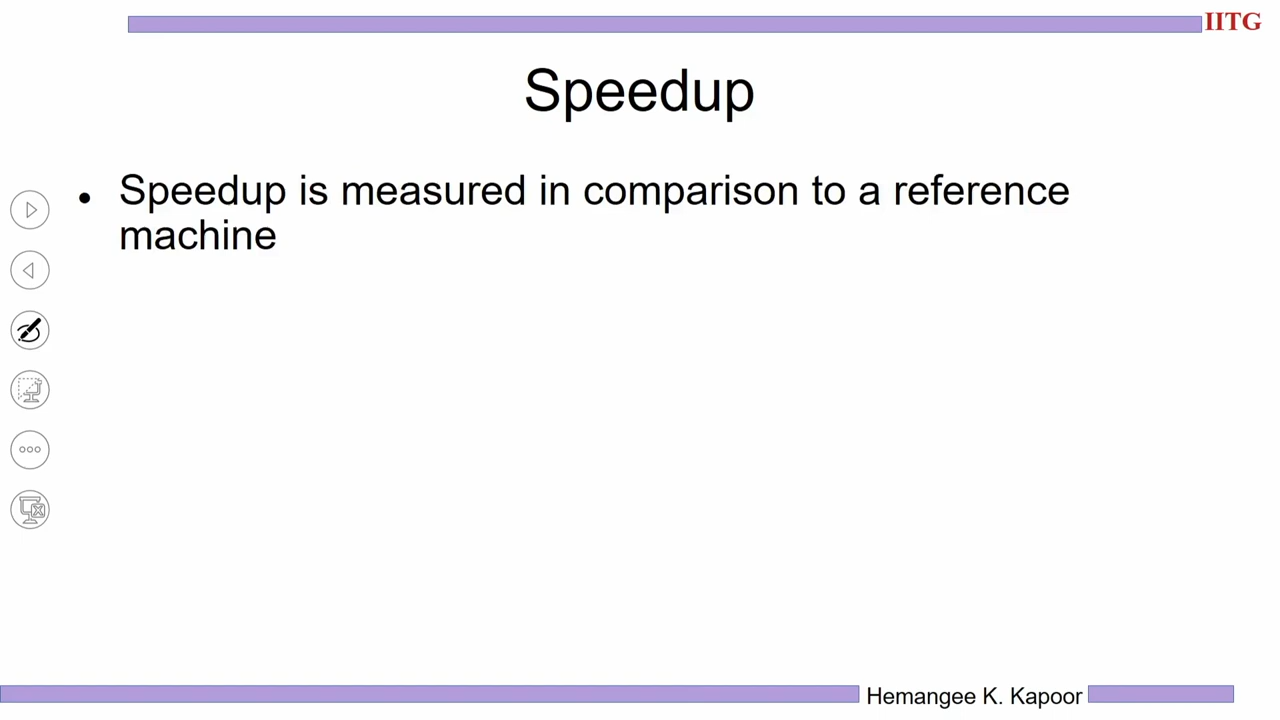 IITG
Speedup
• Speedup is measured in comparison to a reference
machine
Hemangee K. Kapoor